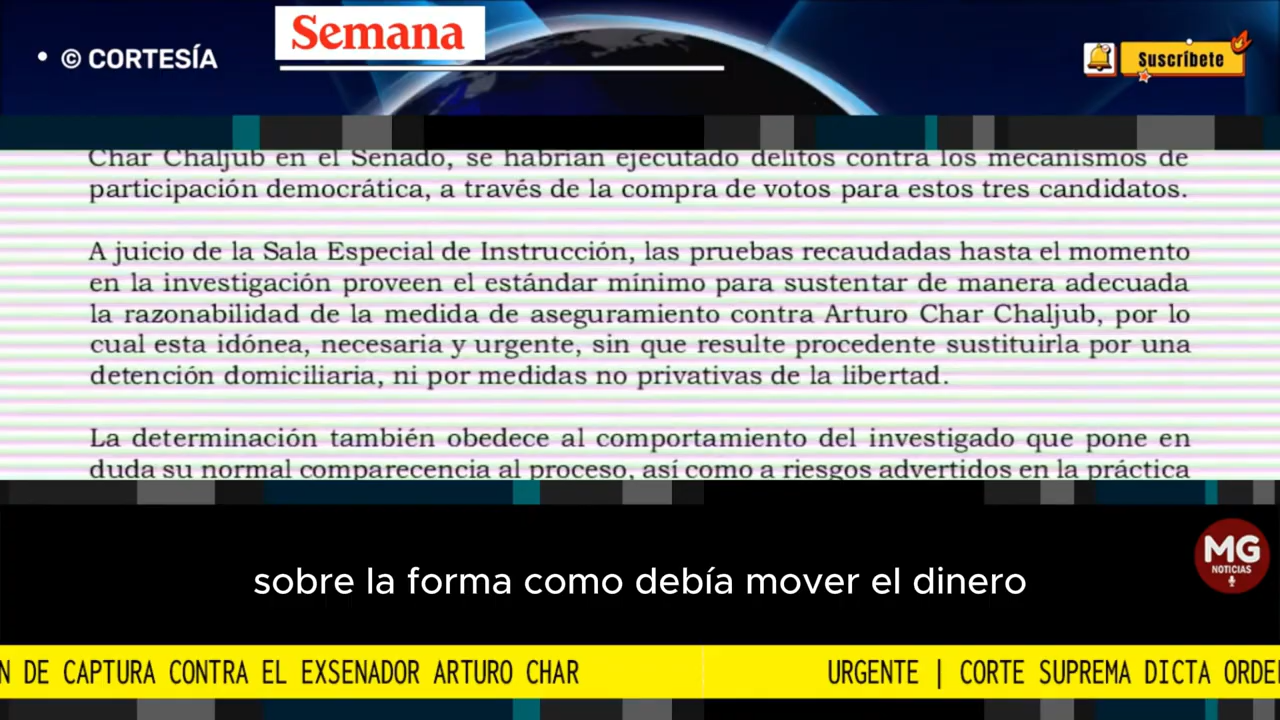 • © CORTESÍA
Semana
Suscríbete
Char Chaljub en el Senado, se habrían ejecutado delitos contra los mecanismos de
participación democrática, a través de la compra de votos para estos tres candidatos.
A juicio de la Sala Especial de Instrucción, las pruebas recaudadas hasta el momento
en la investigación proveen el estándar mínimo para sustentar de manera adecuada
la razonabilidad de la medida de aseguramiento contra Arturo Char Chaljub, por lo
cual esta idónea, necesaria y urgente, sin que resulte procedente sustituirla por una
detención domiciliaria, ni por medidas no privativas de la libertad.
La determinación también obedece al comportamiento del investigado que pone en
duda su normal comparecencia al proceso, así como a riesgos advertidos en la práctica
MG
NOTICIAS
sobre la forma como debía mover el dinero
N DE CAPTURA CONTRA EL EXSENADOR ARTURO CHAR URGENTE | CORTE SUPREMA DICTA ORDE